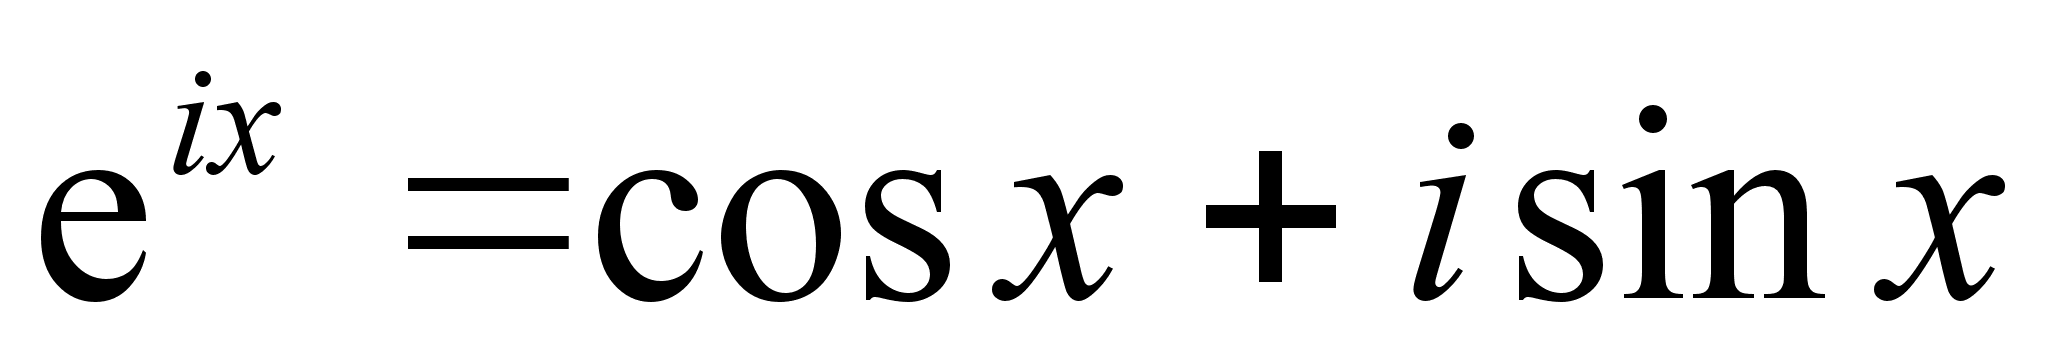 e^{ix} =cos x + i sin x